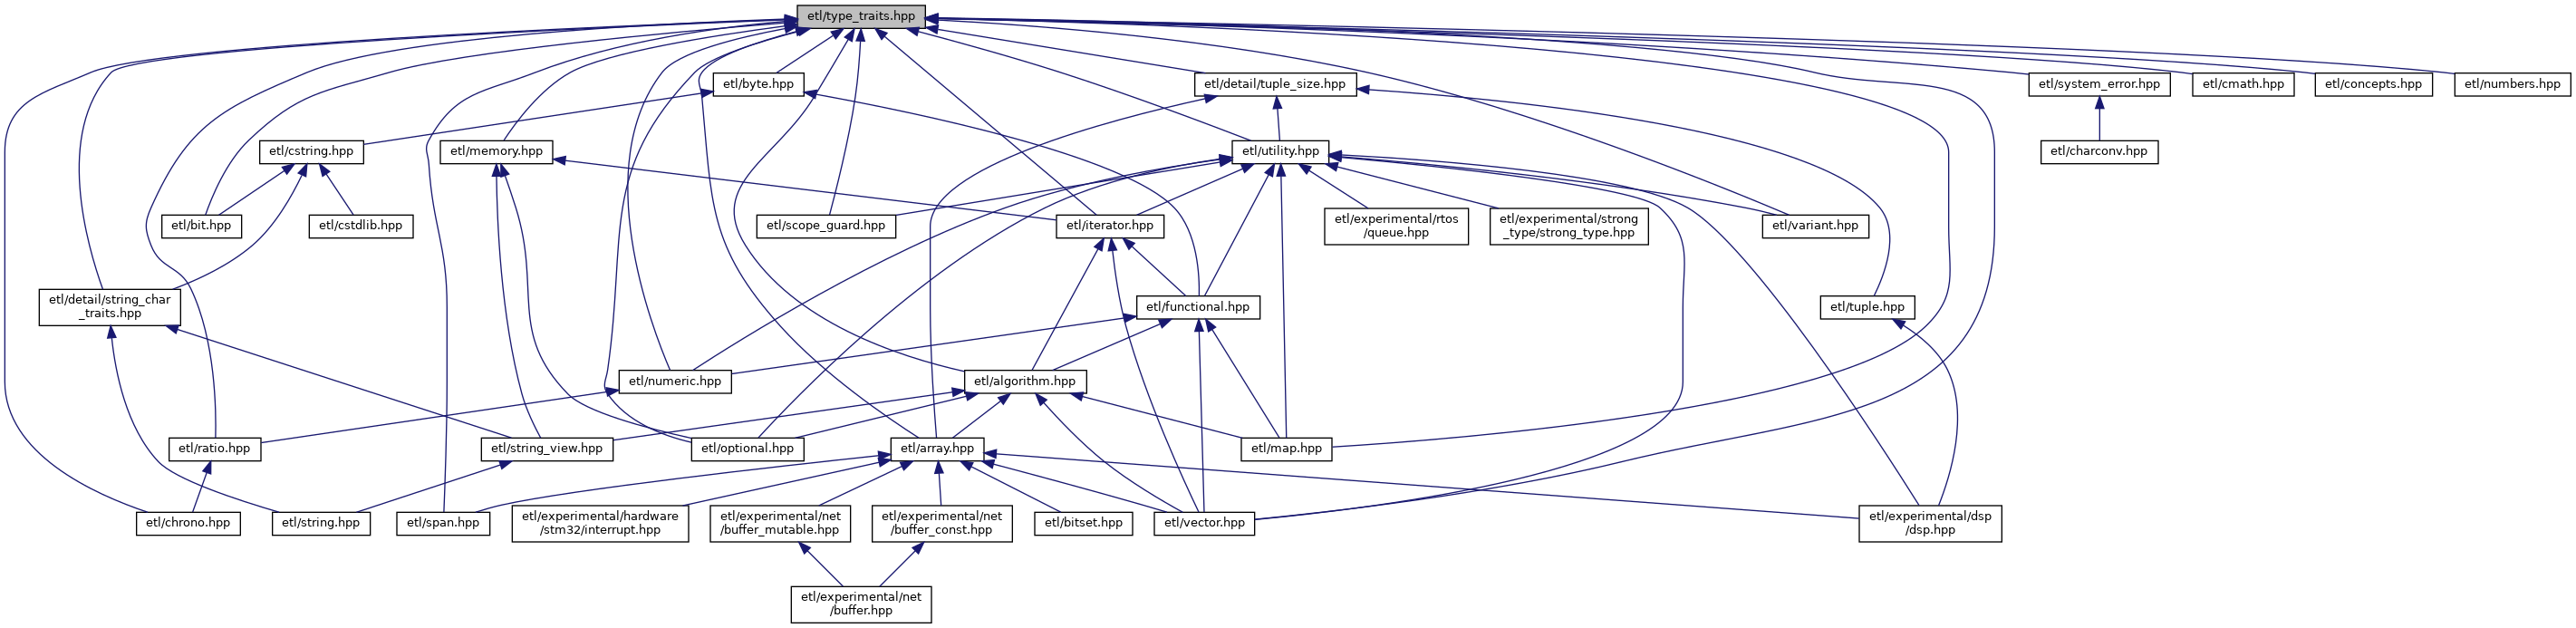 etl/type_traits.hpp
etl/byte.hpp
etl/detail/tuple_size.hpp
etl/system_error.hpp
etl/cmath.hpp
etl/concepts.hpp
etl/numbers.hpp
etl/cstring.hpp
etl/memory.hpp
etl/utility.hpp
etl/charconv.hpp
etl/bit.hpp
etl/cstdlib.hpp
etl/scope_guard.hpp
etl/iterator.hpp
etl/experimental/rtos
/queue.hpp
etl/experimental/strong
_type/strong_type.hpp
etl/variant.hpp
etl/detail/string_char
_traits.hpp
etl/functional.hpp
etl/tuple.hpp
etl/numeric.hpp
etl/algorithm.hpp
etl/ratio.hpp
etl/string_view.hpp
etl/optional.hpp
etl/array.hpp
etl/map.hpp
etl/chrono.hpp
etl/string.hpp
etl/span.hpp
etl/experimental/hardware
/stm32/interrupt.hpp
etl/experimental/net
/buffer_mutable.hpp
etl/experimental/net
/buffer_const.hpp
etl/bitset.hpp
etl/vector.hpp
etl/experimental/dsp
/dsp.hpp
etl/experimental/net
/buffer.hpp